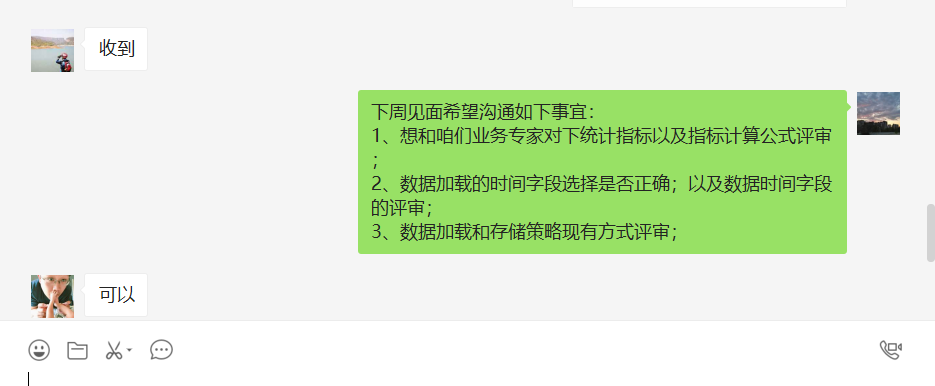 收到
下周见面希望沟通如下事宜：
1、想和咱们业务专家对下统计指标以及指标计算公式评审
；
2、数据加载的时间字段选择是否正确；以及数据时间字段
的评审；
3、数据加载和存储策略现有方式评审；
可以